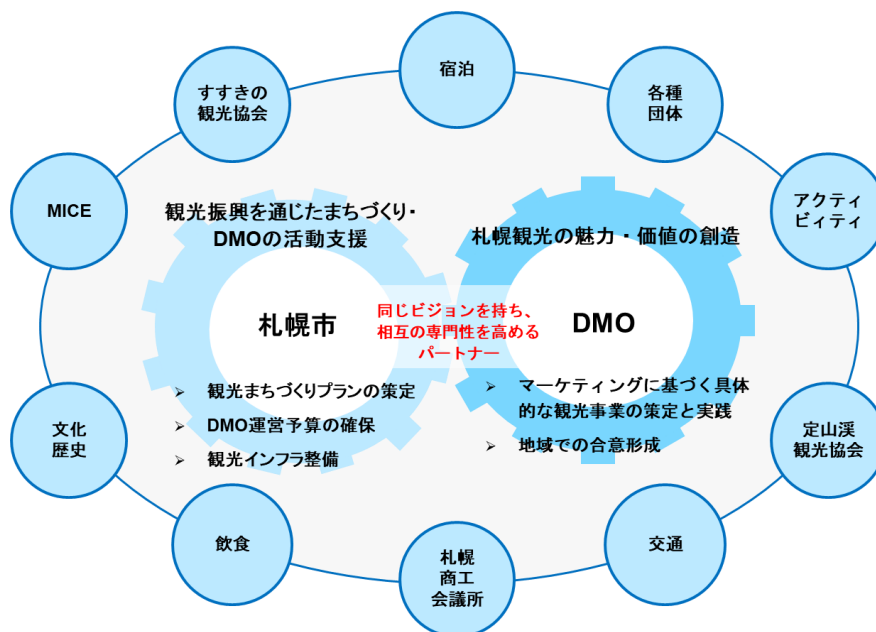 宿泊
すすきの
観光協会
各種
団体
MICE
アクティ
ビィティ
観光振興を通じたまちづくり・
DMOの活動支援
札幌観光の魅力・価値の創造
札幌市
同じビジョンを持ち、
相互の専門性を高める
パートナー
DMO
➢ 観光まちづくりプランの策定
➢ DMO運営予算の確保
➢ 観光インフラ整備
➢ マーケティングに基づく具体
的な観光事業の策定と実践
➢ 地域での合意形成
文化
歴史
定山渓
観光協会
飲食
札幌
商工
会議所
交通